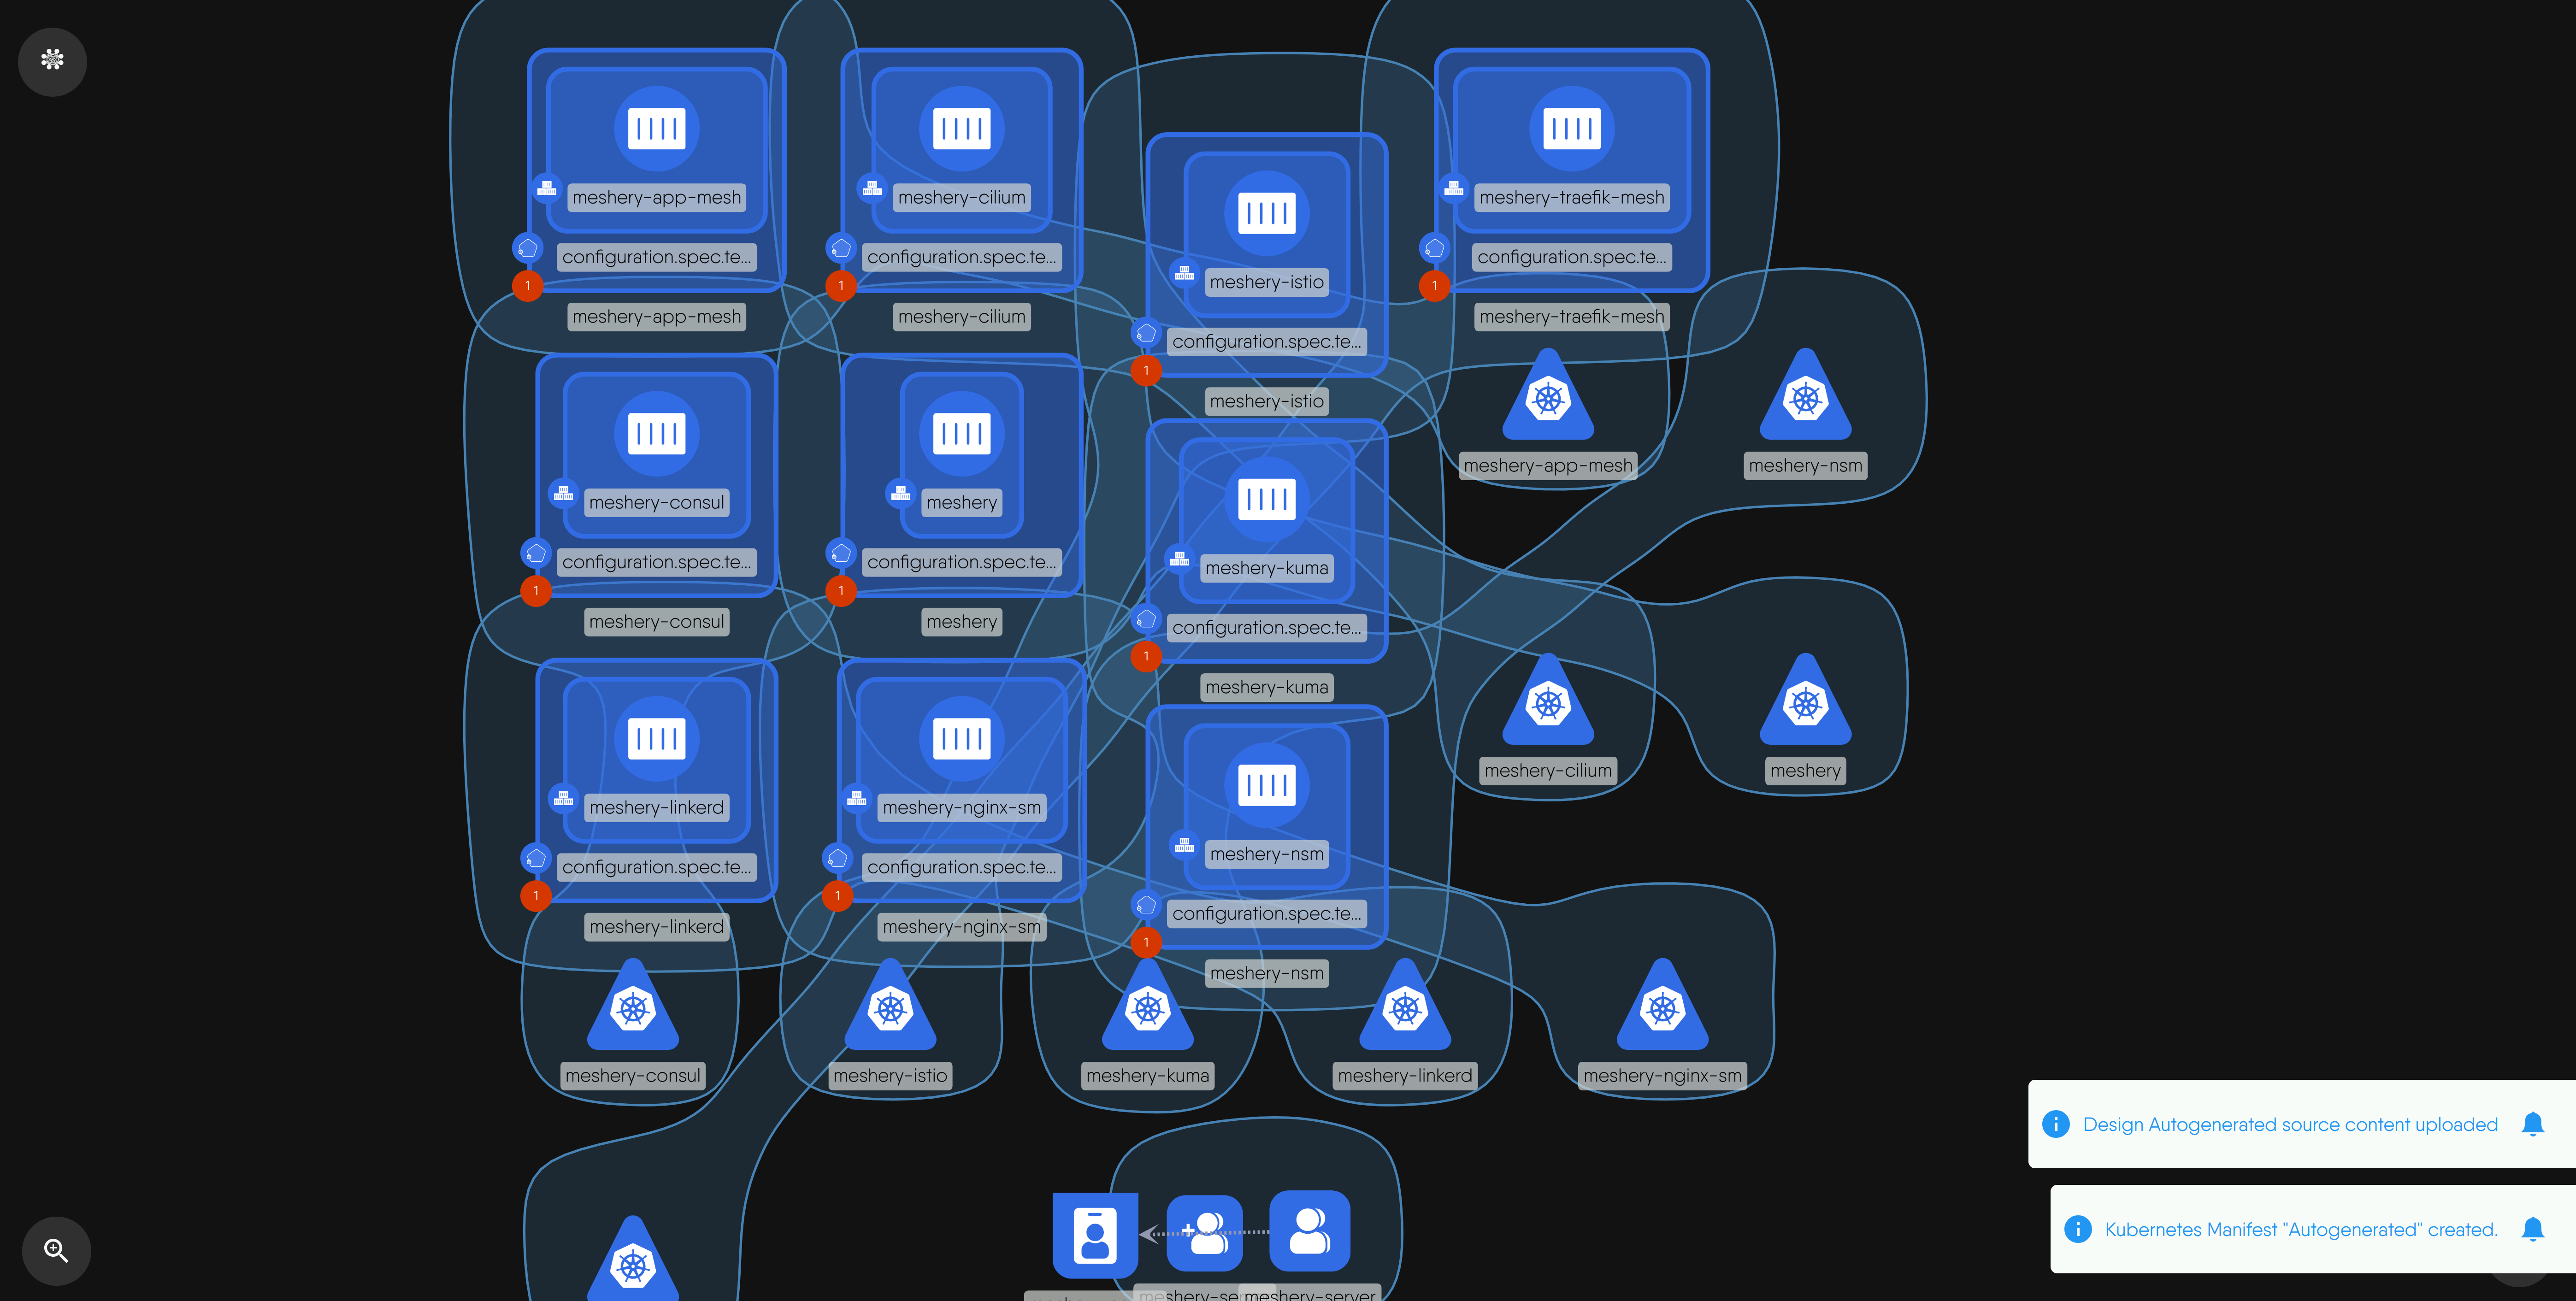 meshery-app-mesh
configuration.spec.te...
1
meshery-app-mesh
meshery-cilium
configuration.spec.te...
1
meshery-cilium
meshery-istio
configuration.spec.te...
1
meshery-istio
meshery-traefik-mesh
configuration.spec.te...
1
meshery-traefik-mesh
meshery-consul
configuration.spec.te...
1
meshery-consul
meshery
configuration.spec.te...
1
meshery
meshery-kuma
configuration.spec.te...
1
meshery-kuma
meshery-app-mesh
meshery-nsm
meshery-linkerd
configuration.spec.te...
1
meshery-linkerd
meshery-nginx-sm
configuration.spec.te...
1
meshery-nginx-sm
meshery-nsm
configuration.spec.te...
1
meshery-nsm
meshery-cilium
meshery
meshery-consul
meshery-istio
meshery-kuma
meshery-linkerd
meshery-nginx-sm
meshery-server
Design Autogenerated source content uploaded
Kubernetes Manifest "Autogenerated" created.